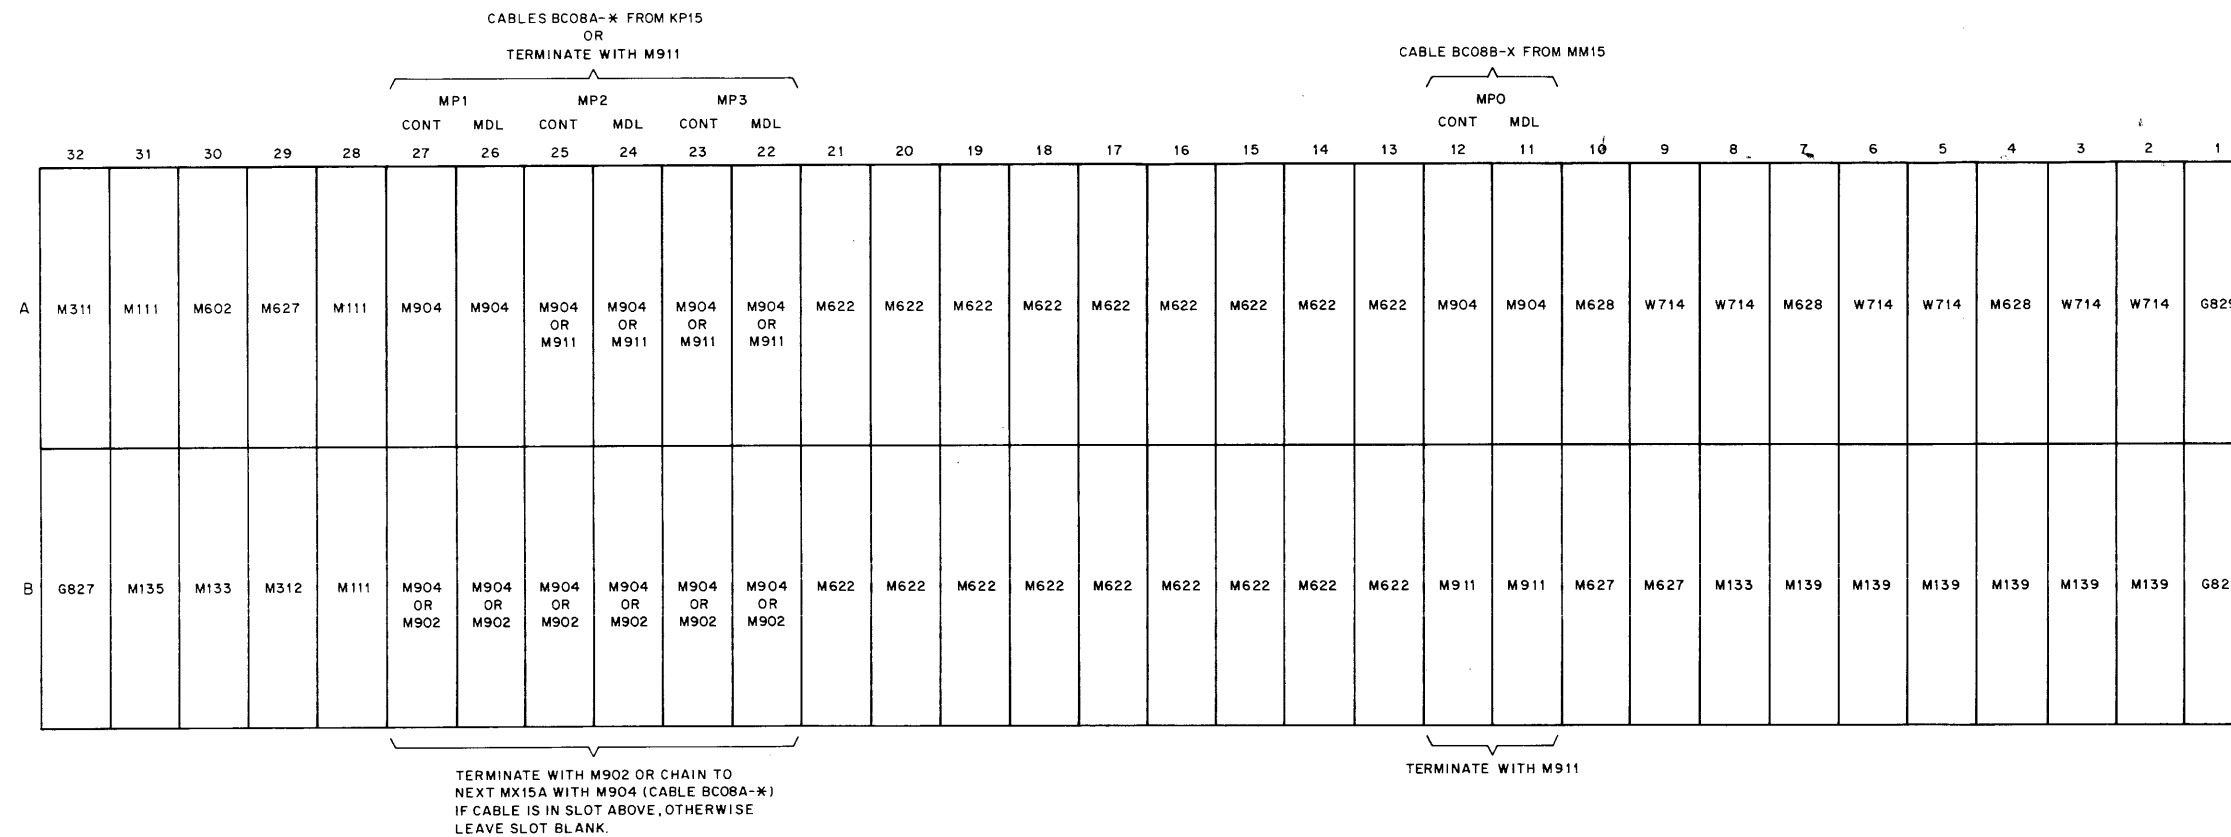 CABLES BC08A-* FROM KP15
OR
TERMINATE WITH M911
CABLE BC08B-X FROM MM15
MP1 MP2 MP3 MP0
CONT MDL CONT MDL CONT MDL CONT MDL
32 31 30 29 28 27 26 25 24 23 22 21 20 19 18 17 16 15 14 13 12 11 10 9 8 7 6 5 4 3 2 1
A M311 M111 M602 M627 M111 M904 M904 M904 M904 M904 M904 M622 M622 M622 M622 M622 M622 M622 M622 M622 M904 M904 M628 W714 W714 M628 W714 W714 M628 W714 W714
OR OR OR OR
M911 M911 M911 M911
B G827 M135 M133 M312 M111 M904 M904 M904 M904 M904 M904 M622 M622 M622 M622 M622 M622 M622 M622 M622 M911 M911 M627 M627 M133 M139 M139 M139 M139 M139 M139
OR OR OR OR OR OR
M902 M902 M902 M902 M902 M902
TERMINATE WITH M902 OR CHAIN TO
NEXT MX15A WITH M904 (CABLE BC08A-*)
IF CABLE IS IN SLOT ABOVE, OTHERWISE
LEAVE SLOT BLANK.
TERMINATE WITH M911